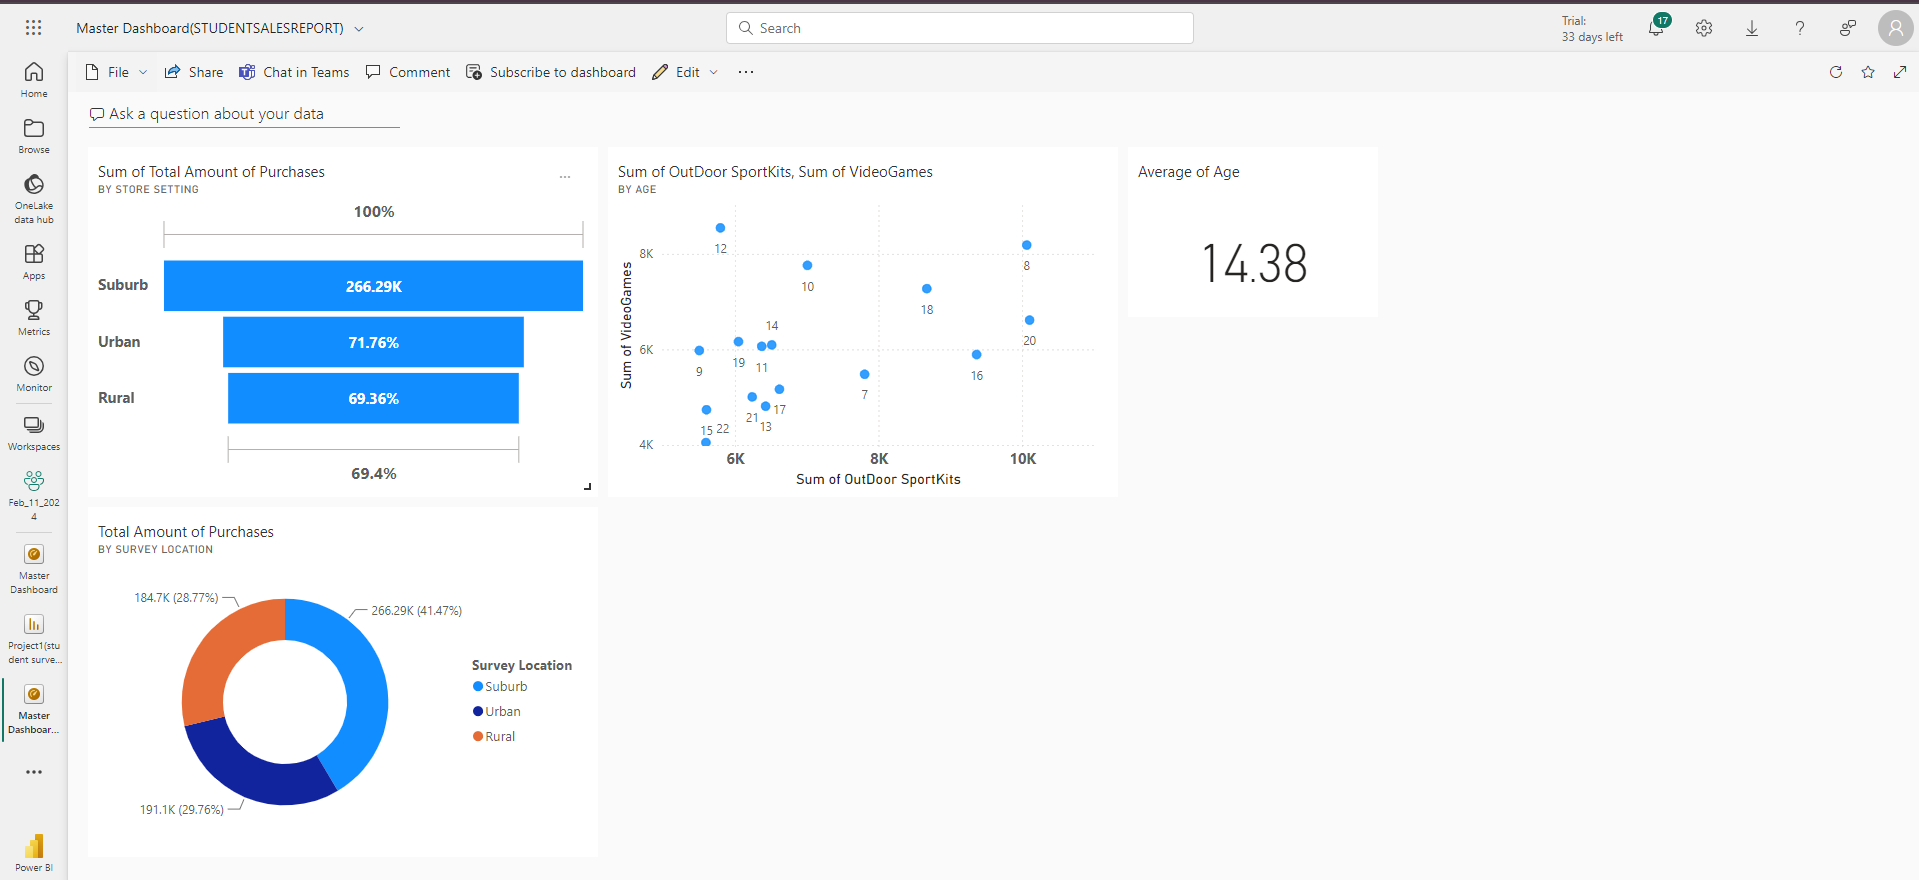 Master Dashboard(STUDENTSALESREPORT)
Search
Trial:
33 days left
17
File
Share
Chat in Teams
Comment
Subscribe to dashboard
Edit
Home
Browse
OneLake
data hub
Apps
Metrics
Monitor
Workspaces
Feb_11_202
4
Master
Dashboard
Project1(stu
dent surve...
Master
Dashboar...
Power BI
Ask a question about your data
Sum of Total Amount of Purchases
BY STORE SETTING
100%
Suburb
266.29K
Urban
71.76%
Rural
69.36%
69.4%
Sum of OutDoor SportKits, Sum of VideoGames
BY AGE
Sum of VideoGames
8K
6K
4K
12
8
10
18
14
20
9
19
11
16
7
17
21
13
15
22
6K
8K
10K
Sum of OutDoor SportKits
Average of Age
14.38
Total Amount of Purchases
BY SURVEY LOCATION
184.7K (28.77%)
266.29K (41.47%)
191.1K (29.76%)
Survey Location
Suburb
Urban
Rural